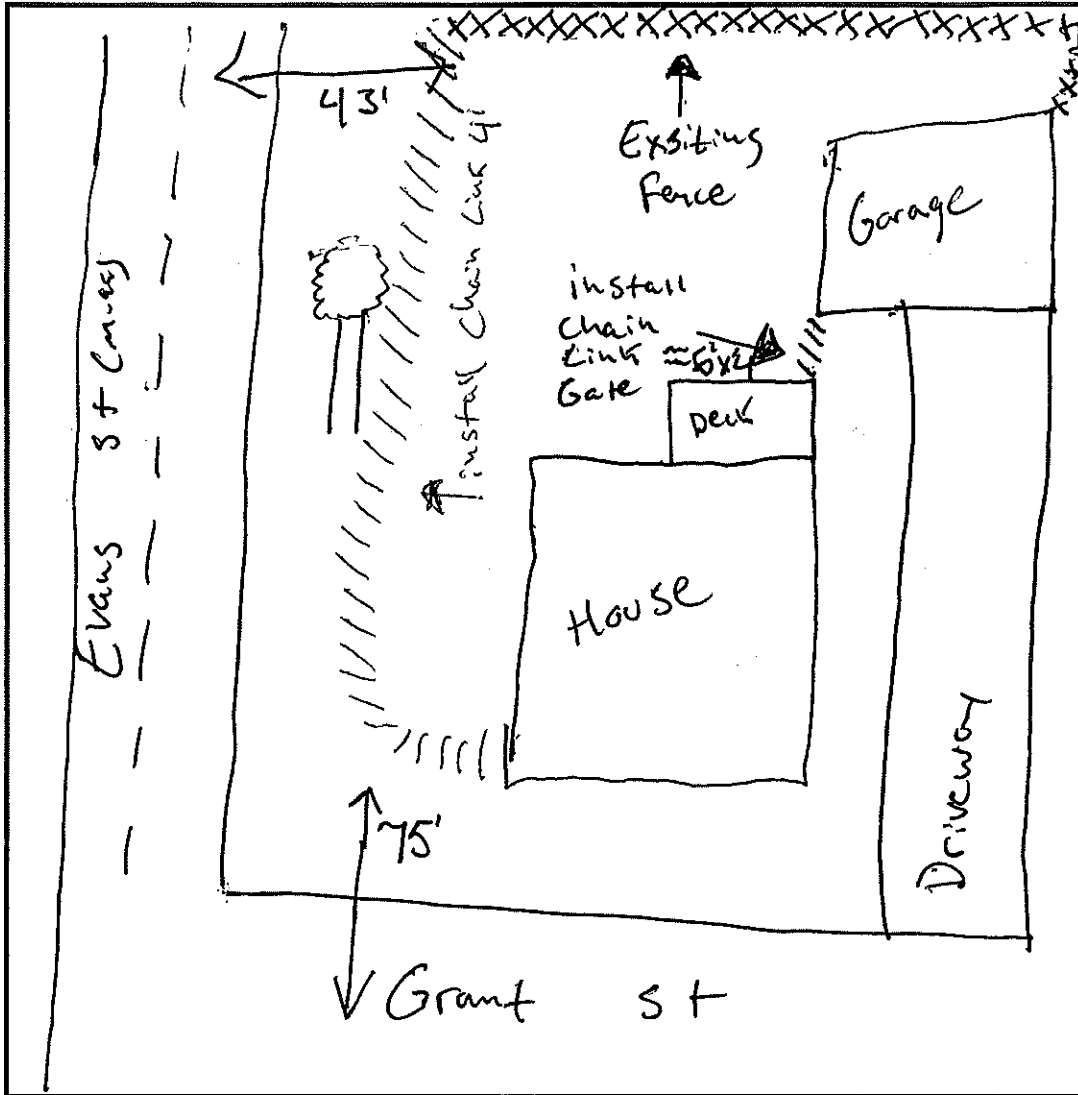 43'
install Chain Link 4'
Exsiting
Fence
Garage
install
Chain
Link
Gate
Deck
House
Evans st
Driveway
75'
Grant st